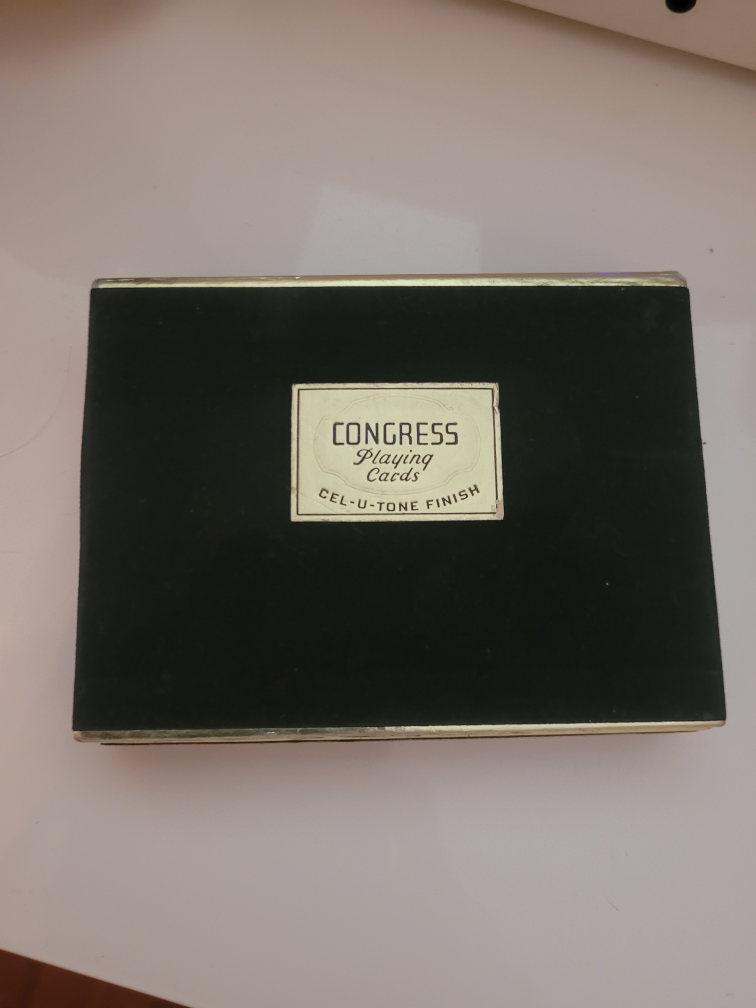 CONGRESS
Playing
Cards
CEL-U-TONE FINISH